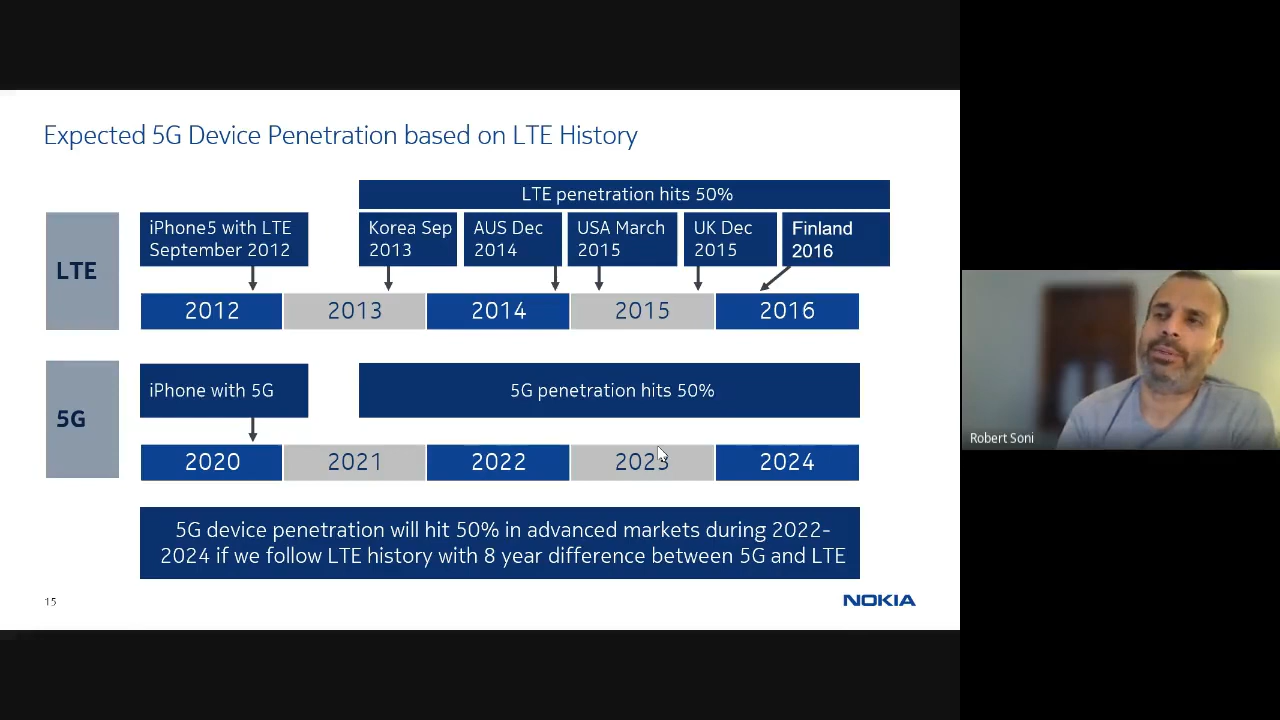 Expected 5G Device Penetration based on LTE History
LTE penetration hits 50%
LTE
iPhone5 with LTE
September 2012
Korea Sep
2013
AUS Dec
2014
USA March
2015
UK Dec
2015
Finland
2016
2012
2013
2014
2015
2016
5G
iPhone with 5G
5G penetration hits 50%
2020
2021
2022
2023
2024
5G device penetration will hit 50% in advanced markets during 2022-
2024 if we follow LTE history with 8 year difference between 5G and LTE
15
NOKIA
Robert Soni